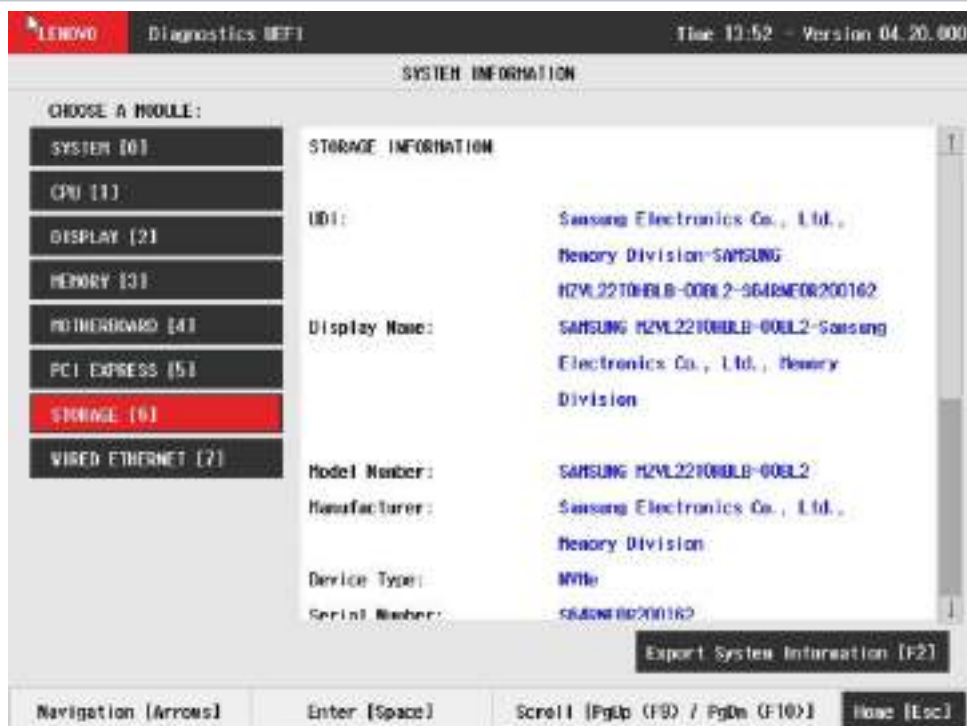 LENOVO Diagnostics UEFI Time 13:52 - Version 04.20.000
SYSTEM INFORMATION
CHOOSE A MODULE:
SYSTEM [0]
CPU [1]
DISPLAY [2]
MEMORY [3]
MOTHERBOARD [4]
PCI EXPRESS [5]
STORAGE [6]
WIRED ETHERNET [7]
STORAGE INFORMATION
UDI: Samsung Electronics Co., Ltd.,
Memory Division-SAMSUNG
Display Name: SAMSUNG
Electronics Co., Ltd., Memory
Division
Model Number: SAMSUNG
Manufacturer: Samsung Electronics Co., Ltd.,
Memory Division
Device Type: NVMe
Serial Number:
Export System Information [F2]
Navigation [Arrows] Enter [Space] Scroll [PgUp (F9) / PgDn (F10)] Home [Esc]